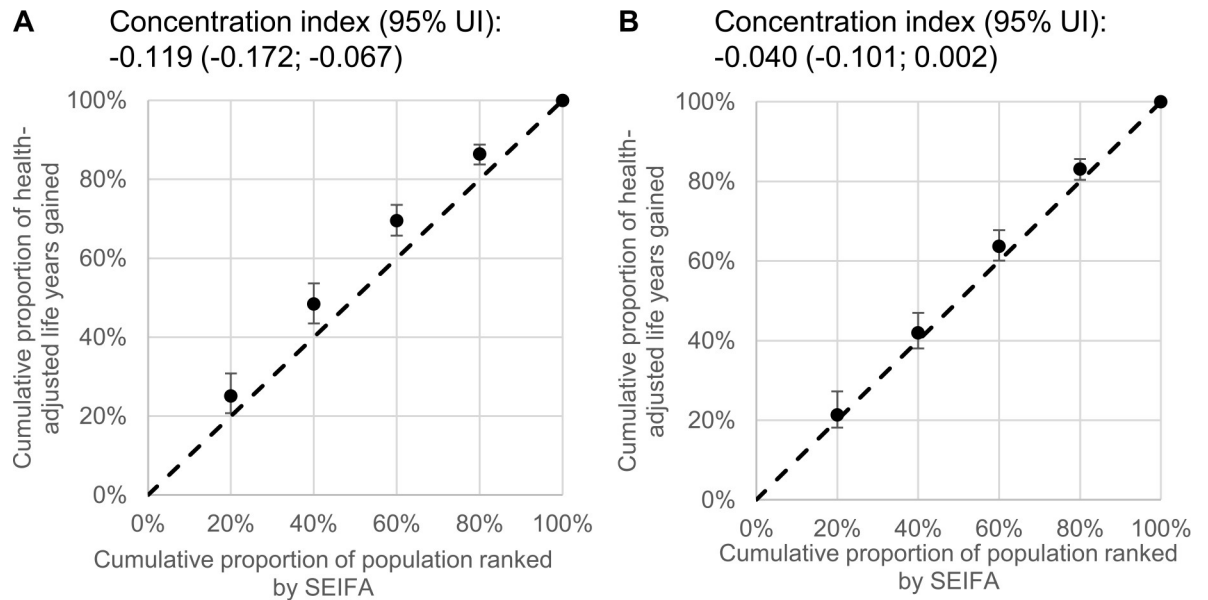 A
Concentration index (95% UI):
-0.119 (-0.172; -0.067)
100%
80%
60%
40%
20%
0%
Cumulative proportion of health-
adjusted life years gained
0%
20%
40%
60%
80%
100%
Cumulative proportion of population ranked
by SEIFA
B
Concentration index (95% UI):
-0.040 (-0.101; 0.002)
100%
80%
60%
40%
20%
0%
Cumulative proportion of health-
adjusted life years gained
0%
20%
40%
60%
80%
100%
Cumulative proportion of population ranked
by SEIFA